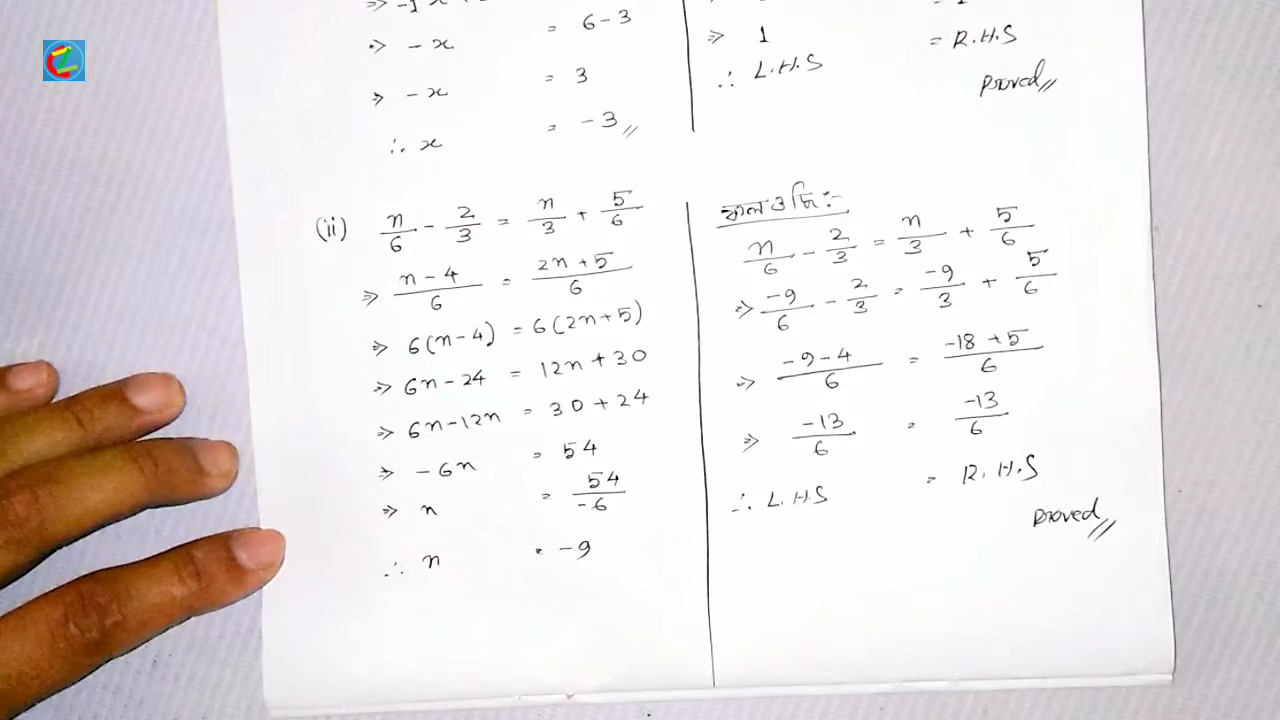 ⇒ - x = 6 - 3
⇒ - x = 3
∴ x = - 3 //
⇒ 1
= R.H.S
∴ L.H.S
Proved //
(ii) n/6 - 2/3 = n/3 + 5/6
⇒ (n - 4)/6 = (2n + 5)/6
⇒ 6(n - 4) = 6(2n + 5)
⇒ 6n - 24 = 12n + 30
⇒ 6n - 12n = 30 + 24
⇒ - 6n = 54
⇒ n = 54/-6
∴ n = -9
n/6 - 2/3 = n/3 + 5/6
⇒ -9/6 - 2/3 = -9/3 + 5/6
⇒ (-9 - 4)/6 = (-18 + 5)/6
⇒ -13/6 = -13/6
∴ L.H.S = R.H.S
Proved //